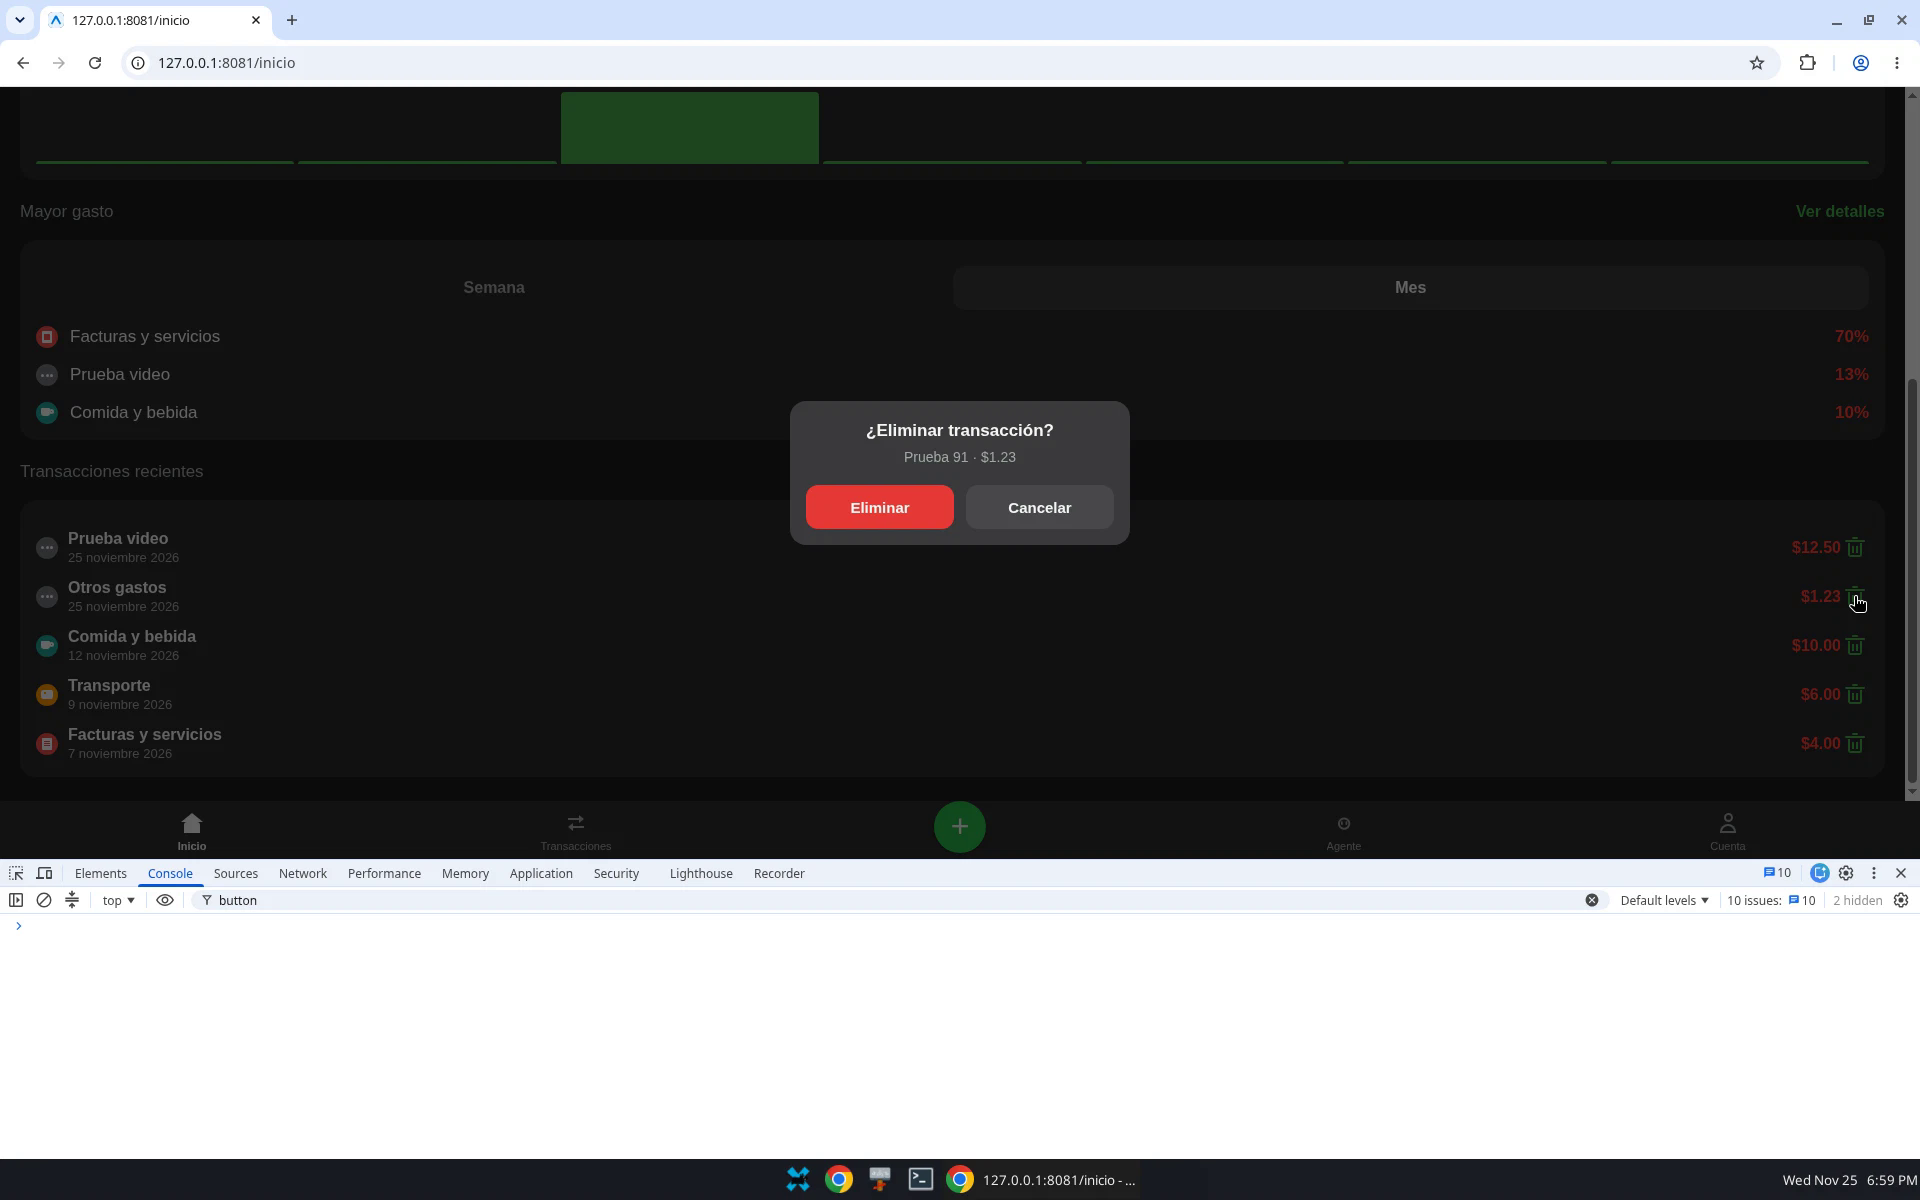 127.0.0.1:8081/inicio
127.0.0.1:8081/inicio
Mayor gasto
Ver detalles
Semana
Mes
Facturas y servicios
70%
Prueba video
13%
Comida y bebida
10%
¿Eliminar transacción?
Prueba 91 · $1.23
Eliminar
Cancelar
Transacciones recientes
Prueba video
25 noviembre 2026
$12.50
Otros gastos
25 noviembre 2026
$1.23
Comida y bebida
12 noviembre 2026
$10.00
Transporte
9 noviembre 2026
$6.00
Facturas y servicios
7 noviembre 2026
$4.00
Inicio
Transacciones
Agente
Cuenta
Elements Console Sources Network Performance Memory Application Security Lighthouse Recorder 10
top button Default levels 10 issues: 10 2 hidden
127.0.0.1:8081/inicio - ...
Wed Nov 25 6:59 PM